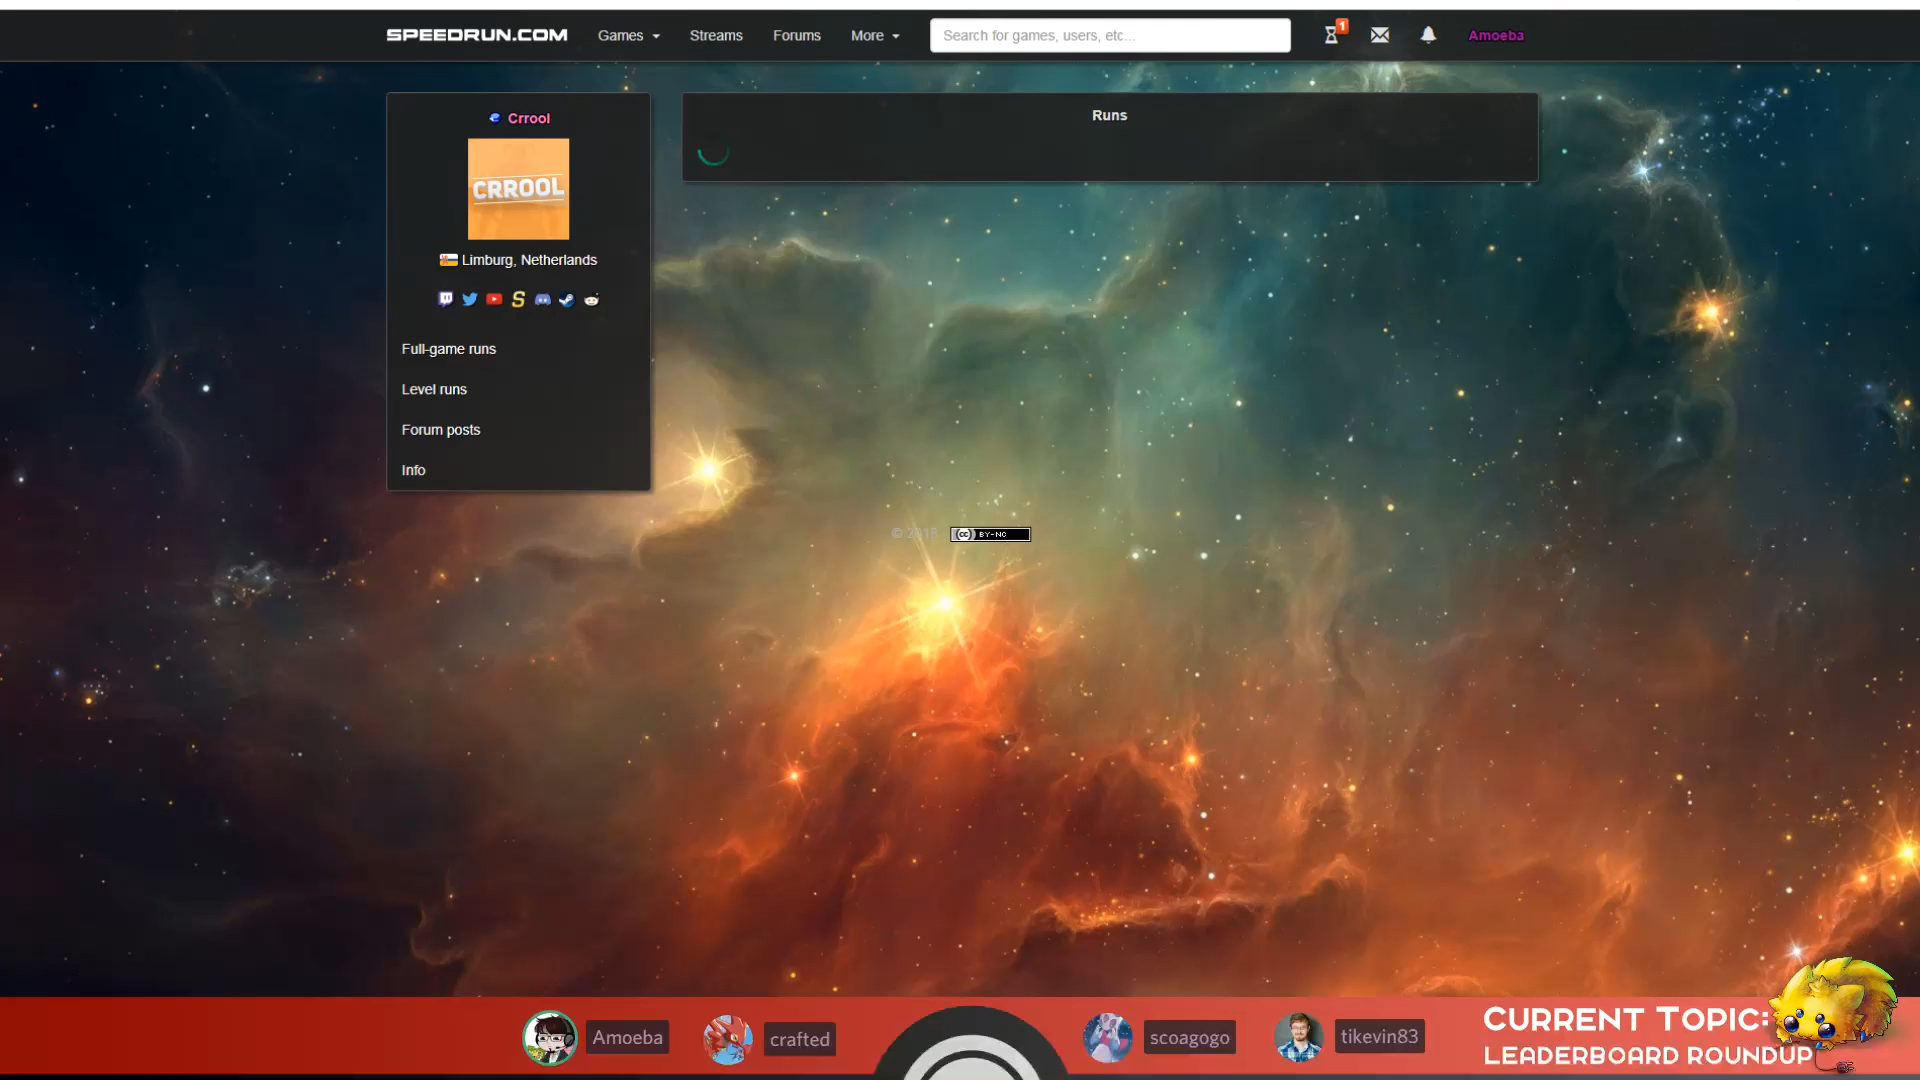 SPEEDRUN.COM Games Streams Forums More Search for games, users, etc... 1 Amoeba
Crrool
CRROOL
Limburg, Netherlands
Full-game runs
Level runs
Forum posts
Info
Runs
© 2018 BY-NC
Amoeba
crafted
scoagogo
tikevin83
CURRENT TOPIC:
LEADERBOARD ROUNDUP